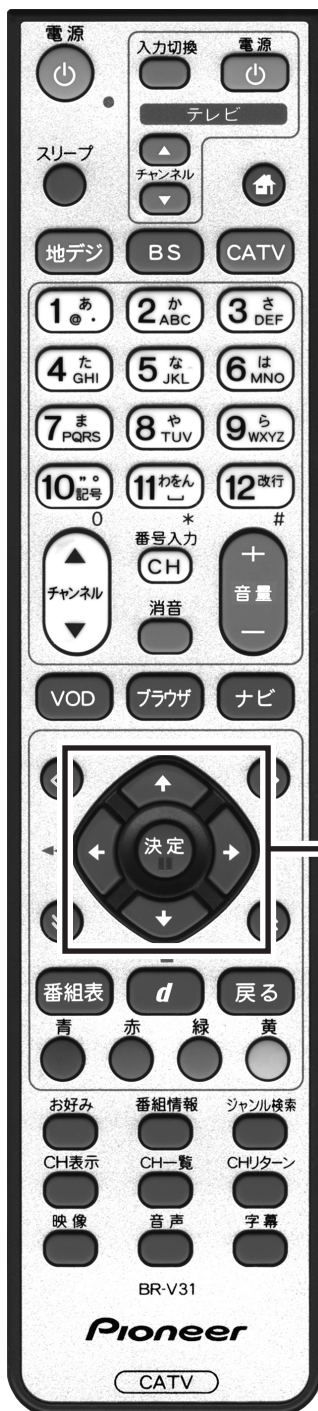 電源
入力切換 電源
テレビ
スリープ
チャンネル
地デジ BS CATV
1 あ @. 2 か ABC 3 さ DEF
4 た GHI 5 な JKL 6 は MNO
7 ま PQRS 8 や TUV 9 ら WXYZ
10 ゛゜ 記号 11 わをん 12 改行
0 * #
番号入力
CH
チャンネル
+
音量
-
消音
VOD ブラウザ ナビ
決定
番組表 d 戻る
青 赤 緑 黄
お好み 番組情報 ジャンル検索
CH表示 CH一覧 CHリターン
映像 音声 字幕
BR-V31
Pioneer
CATV